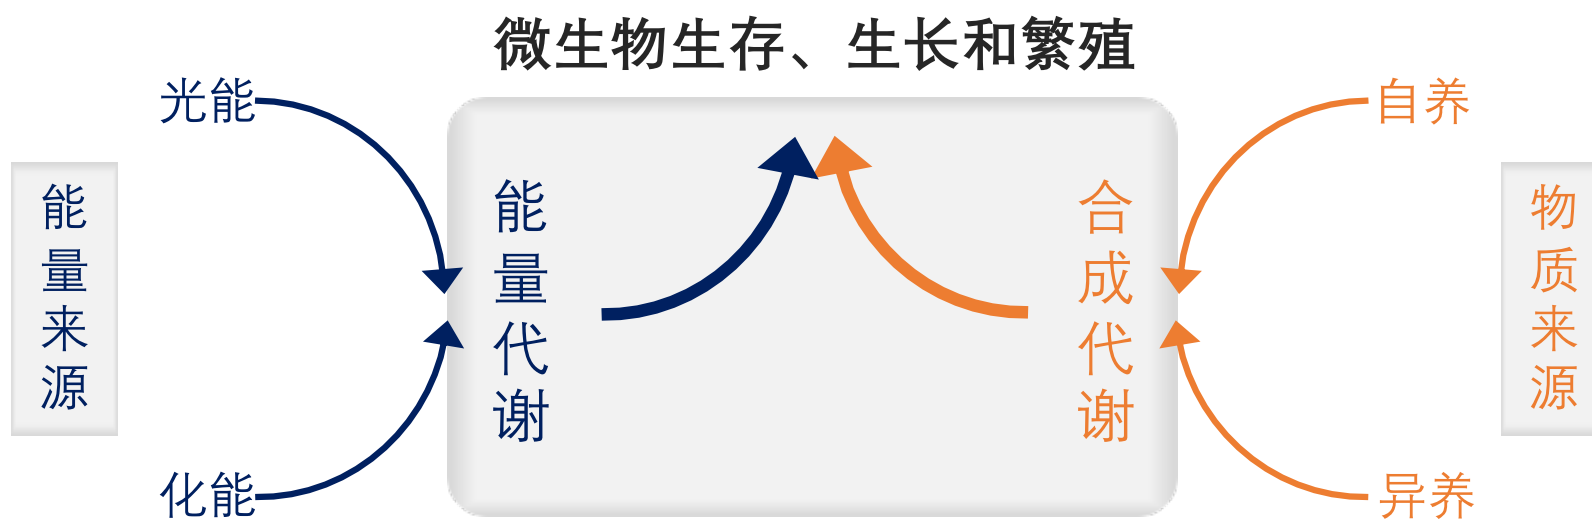 微生物生存、生长和繁殖
光能
自养
能量来源
能量代谢
合成代谢
物质来源
化能
异养